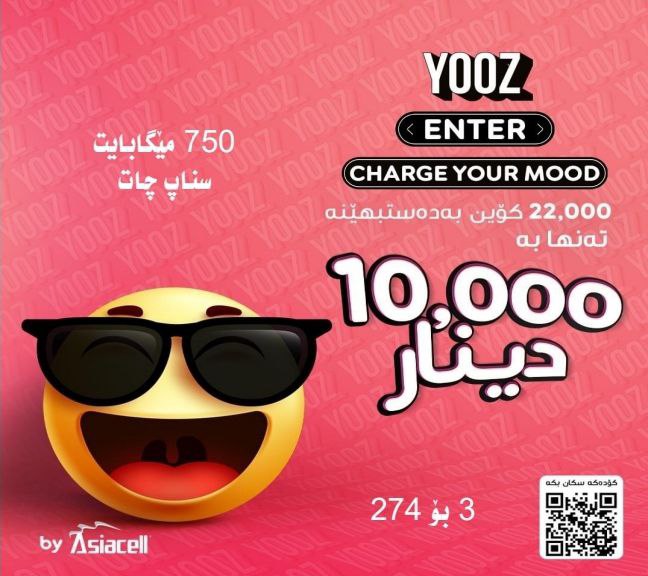 YOOZ
< ENTER >
CHARGE YOUR MOOD
22,000 کۆین بەدەستبهێنە
تەنها بە
10,000
دینار
750 مێگابایت
سناپ چات
3 بۆ 274
کۆدەکە سکان بکە
by Asiacell